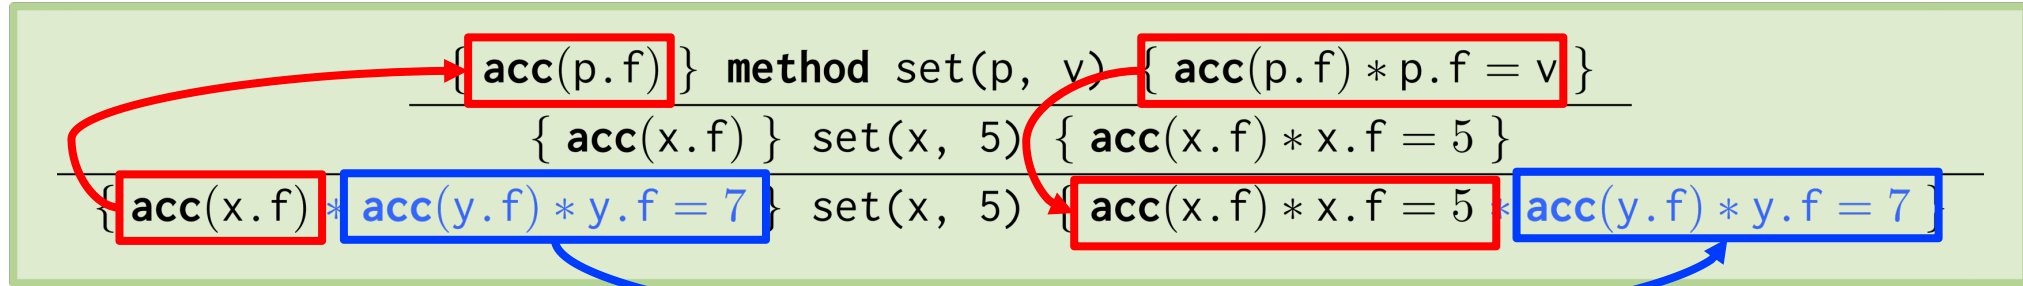 { acc(p.f) } method set(p, v) { acc(p.f) * p.f = v }
{ acc(x.f) } set(x, 5) { acc(x.f) * x.f = 5 }
{ acc(x.f) * acc(y.f) * y.f = 7 } set(x, 5) { acc(x.f) * x.f = 5 * acc(y.f) * y.f = 7 }